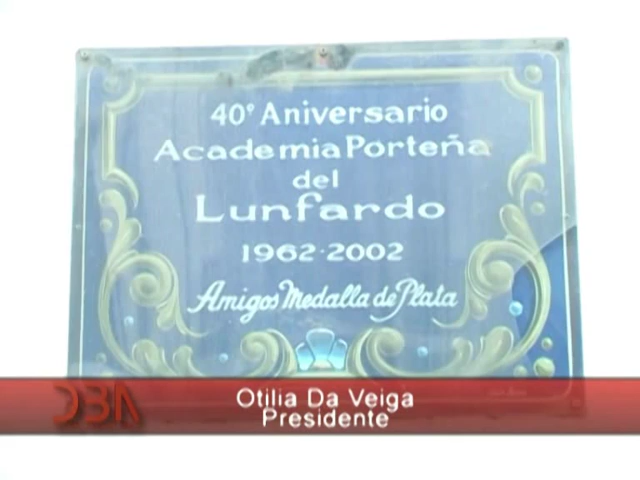 40º Aniversario
Academia Porteña
del
Lunfardo
1962-2002
Amigos Medalla de Plata
DBA
Otilia Da Veiga
Presidente